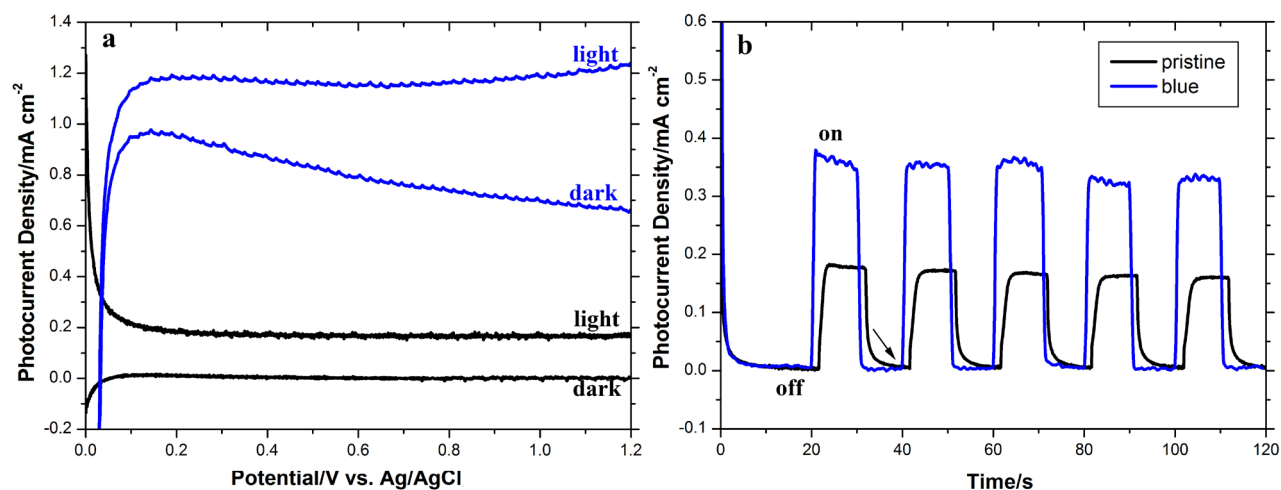 a
light
dark
light
dark
1.4
1.2
1.0
0.8
0.6
0.4
0.2
0.0
-0.2
0.0
0.2
0.4
0.6
0.8
1.0
1.2
Photocurrent Density/mA cm-2
Potential/V vs. Ag/AgCl
b
pristine
blue
on
off
0.6
0.5
0.4
0.3
0.2
0.1
0.0
-0.1
0
20
40
60
80
100
120
Photocurrent Density/mA cm-2
Time/s